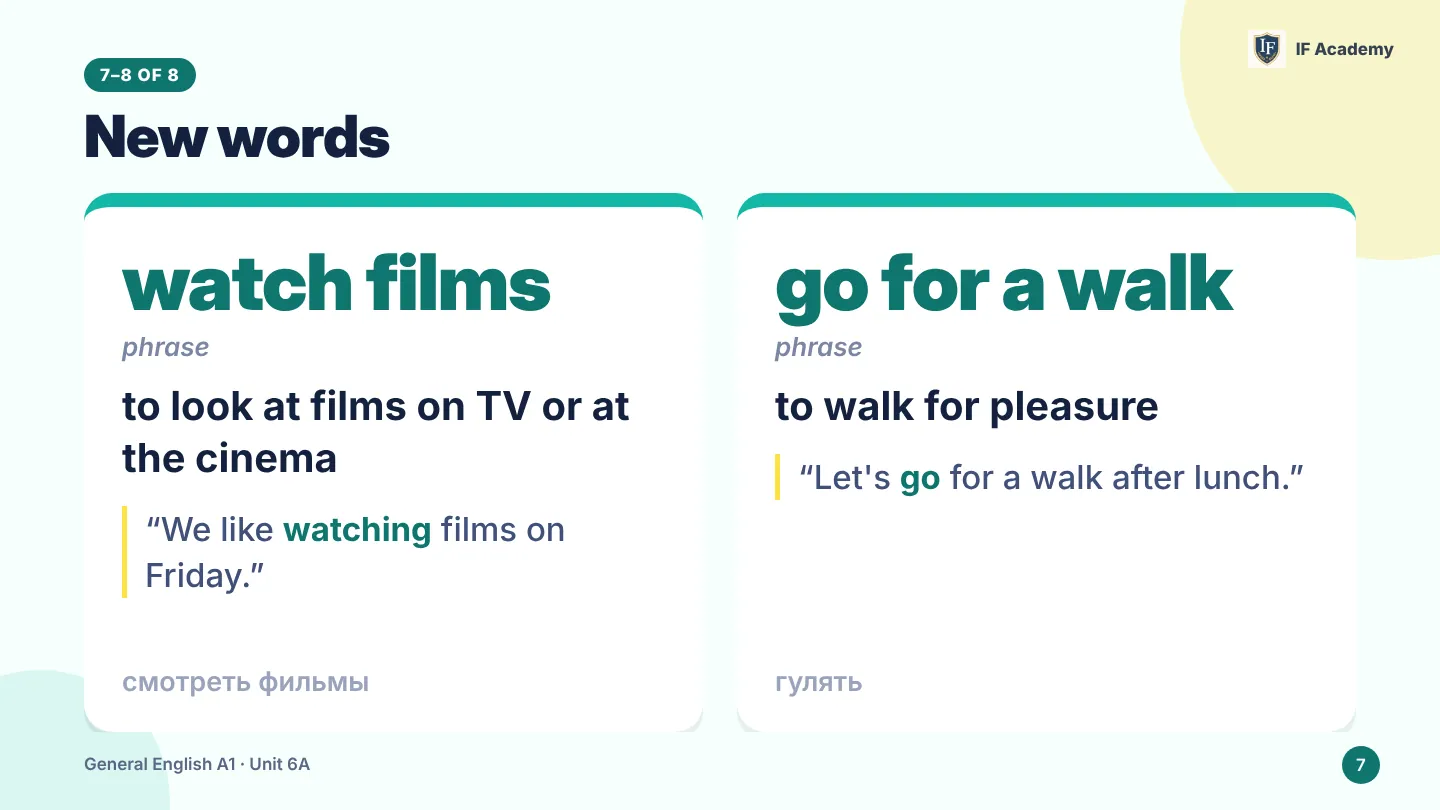 IF Academy
7–8 OF 8
New words
watch films
phrase
to look at films on TV or at
the cinema
“We like watching films on
Friday.”
смотреть фильмы
go for a walk
phrase
to walk for pleasure
“Let's go for a walk after lunch.”
гулять
General English A1 · Unit 6A
7